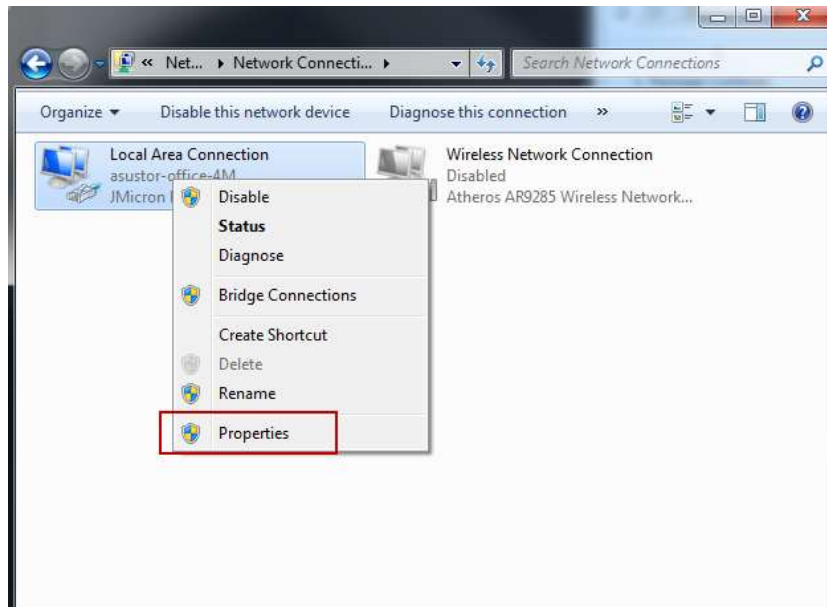 « Net... Network Connecti... Search Network Connections
Organize Disable this network device Diagnose this connection »
Local Area Connection
asustor-office-4M
JMicron
Wireless Network Connection
Disabled
Atheros AR9285 Wireless Network...
Disable
Status
Diagnose
Bridge Connections
Create Shortcut
Delete
Rename
Properties